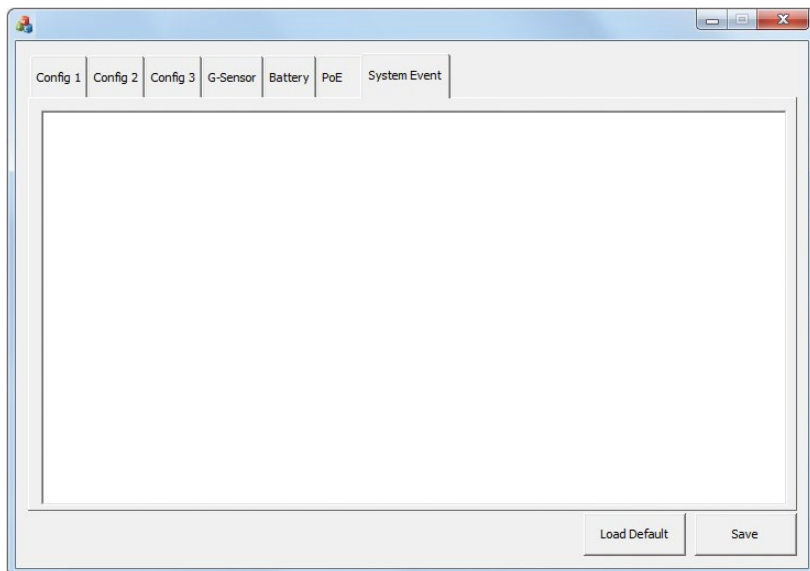 Config 1 Config 2 Config 3 G-Sensor Battery PoE System Event
Load Default Save